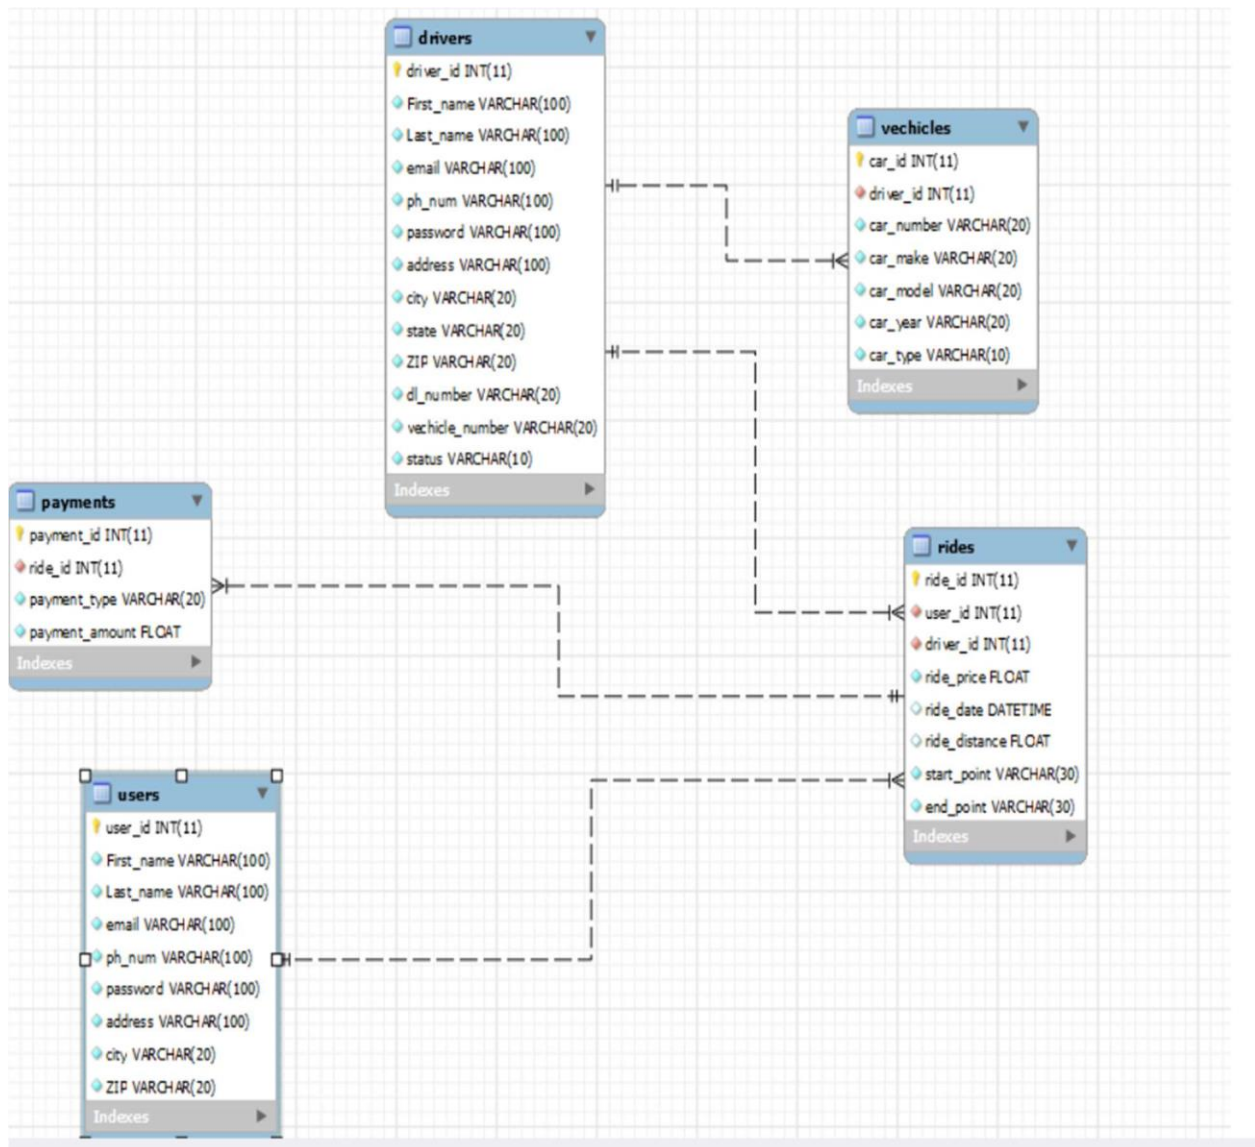 drivers
driver_id INT(11)
First_name VARCHAR(100)
Last_name VARCHAR(100)
email VARCHAR(100)
ph_num VARCHAR(100)
password VARCHAR(100)
address VARCHAR(100)
city VARCHAR(20)
state VARCHAR(20)
ZIP VARCHAR(20)
dl_number VARCHAR(20)
vechicle_number VARCHAR(20)
status VARCHAR(10)
Indexes
vechicles
car_id INT(11)
driver_id INT(11)
car_number VARCHAR(20)
car_make VARCHAR(20)
car_model VARCHAR(20)
car_year VARCHAR(20)
car_type VARCHAR(10)
Indexes
payments
payment_id INT(11)
ride_id INT(11)
payment_type VARCHAR(20)
payment_amount FLOAT
Indexes
rides
ride_id INT(11)
user_id INT(11)
driver_id INT(11)
ride_price FLOAT
ride_date DATETIME
ride_distance FLOAT
start_point VARCHAR(30)
end_point VARCHAR(30)
Indexes
users
user_id INT(11)
First_name VARCHAR(100)
Last_name VARCHAR(100)
email VARCHAR(100)
ph_num VARCHAR(100)
password VARCHAR(100)
address VARCHAR(100)
city VARCHAR(20)
ZIP VARCHAR(20)
Indexes